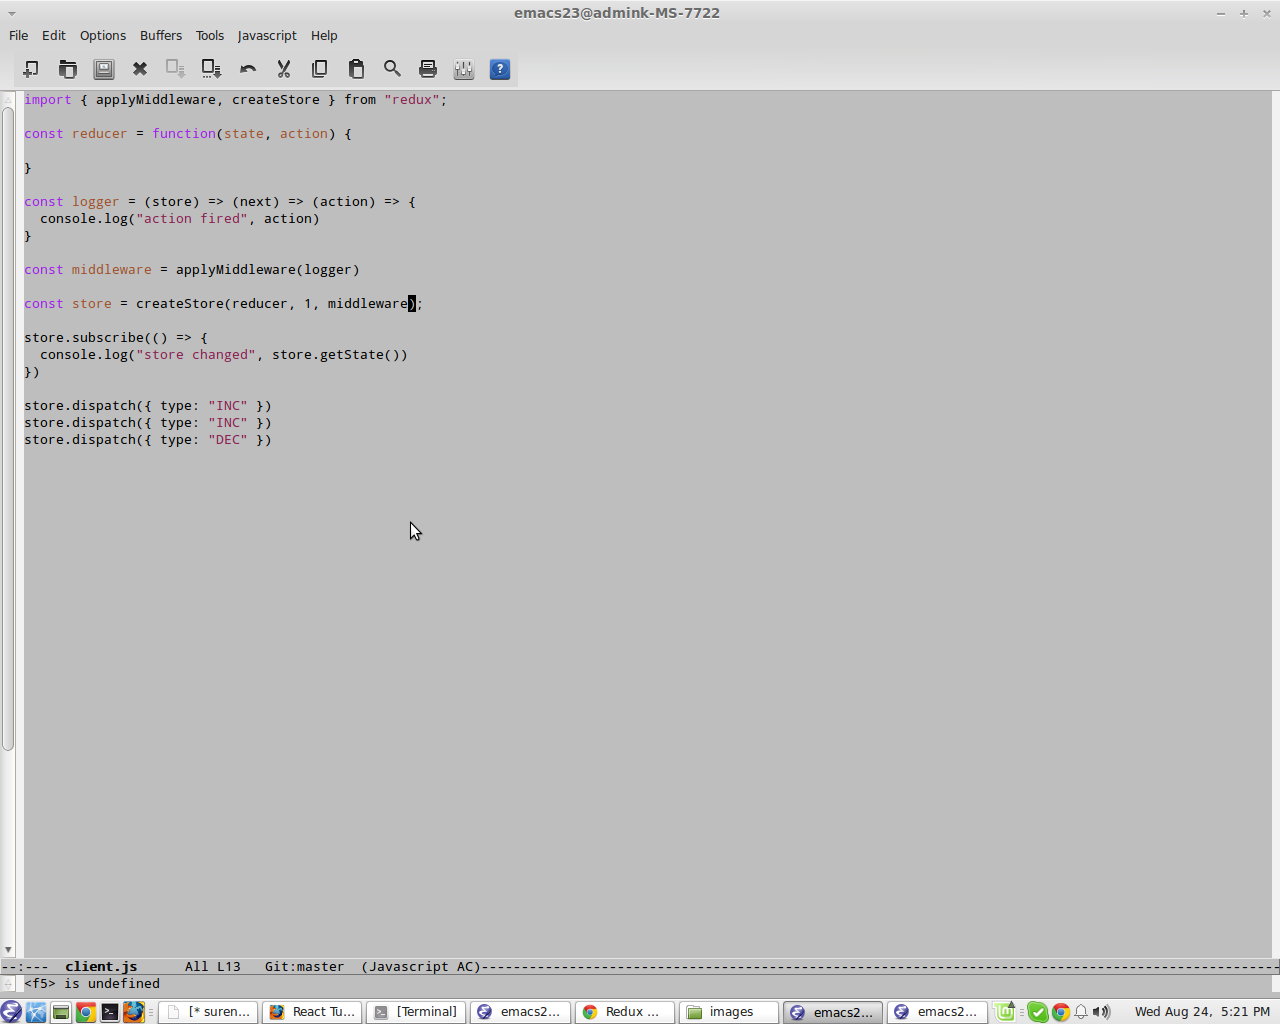 emacs23@admink-MS-7722
File Edit Options Buffers Tools Javascript Help
import { applyMiddleware, createStore } from "redux";
const reducer = function(state, action) {
}
const logger = (store) => (next) => (action) => {
  console.log("action fired", action)
}
const middleware = applyMiddleware(logger)
const store = createStore(reducer, 1, middleware);
store.subscribe(() => {
  console.log("store changed", store.getState())
})
store.dispatch({ type: "INC" })
store.dispatch({ type: "INC" })
store.dispatch({ type: "DEC" })
--:--- client.js All L13 Git:master (Javascript AC)--------------------------------------------------------------------------------------------------
<f5> is undefined
[* suren... React Tu... [Terminal] emacs2... Redux ... images emacs2... emacs2... Wed Aug 24, 5:21 PM